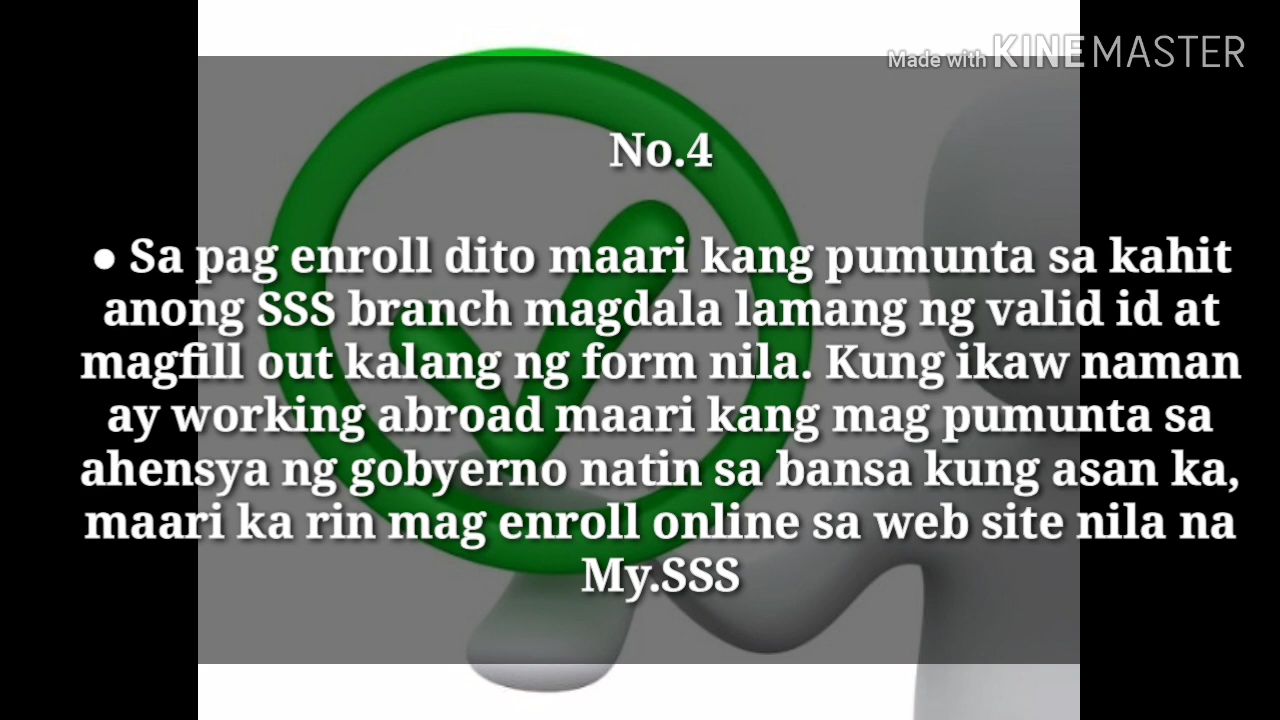 Made with KINEMASTER
No.4
● Sa pag enroll dito maari kang pumunta sa kahit
anong SSS branch magdala lamang ng valid id at
magfill out kalang ng form nila. Kung ikaw naman
ay working abroad maari kang mag pumunta sa
ahensya ng gobyerno natin sa bansa kung asan ka,
maari ka rin mag enroll online sa web site nila na
My.SSS